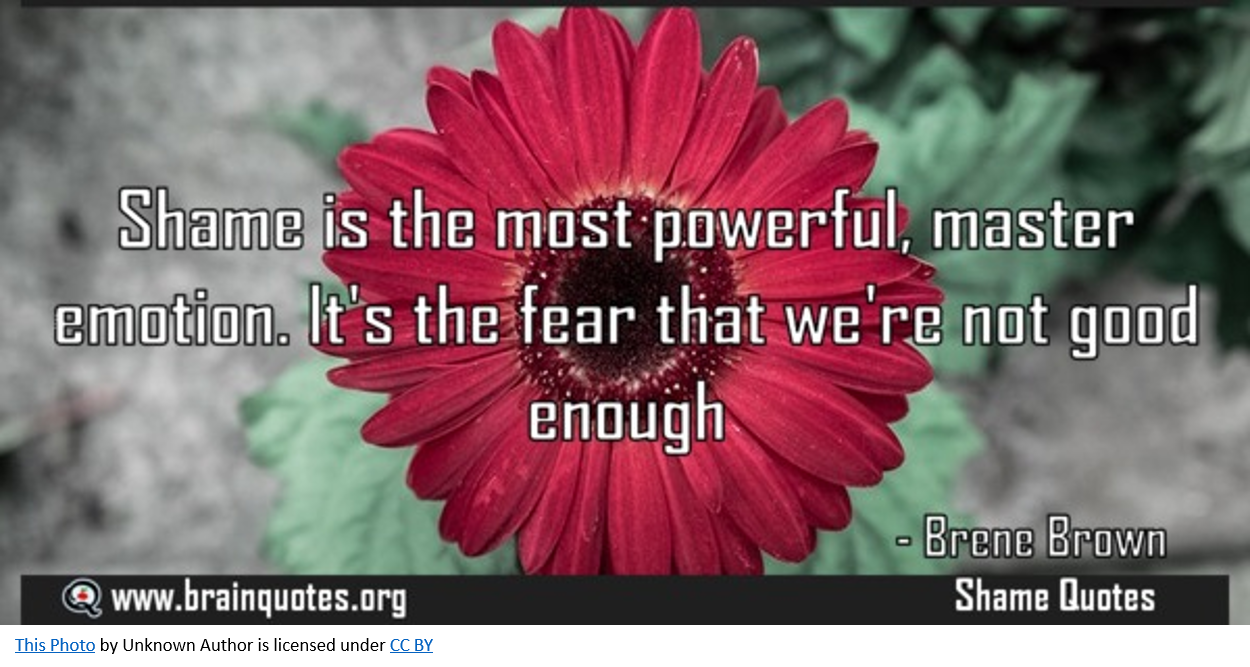 Shame is the most powerful, master
emotion. It's the fear that we're not good
enough
- Brene Brown
www.brainquotes.org
Shame Quotes
This Photo by Unknown Author is licensed under CC BY